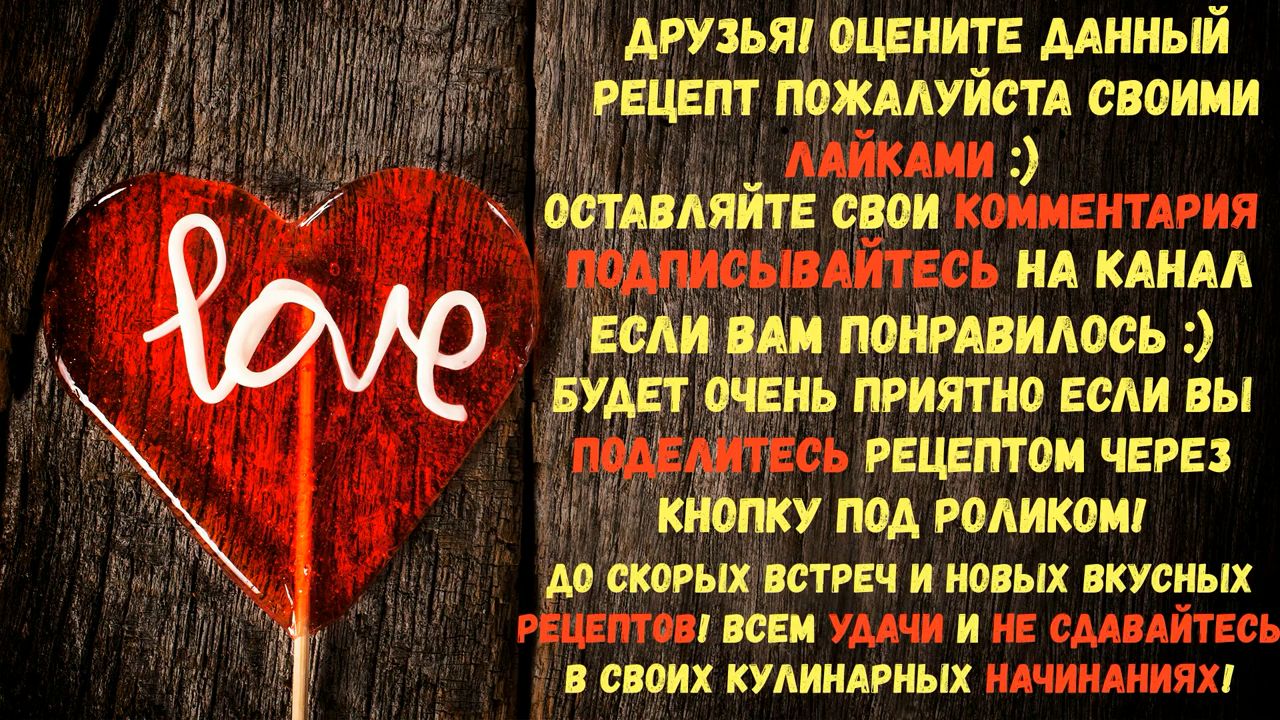 love
ДРУЗЬЯ! ОЦЕНИТЕ ДАННЫЙ
РЕЦЕПТ ПОЖАЛУЙСТА СВОИМИ
ЛАЙКАМИ :)
ОСТАВЛЯЙТЕ СВОИ КОММЕНТАРИЯ
ПОДПИСЫВАЙТЕСЬ НА КАНАЛ
ЕСЛИ ВАМ ПОНРАВИЛОСЬ :)
БУДЕТ ОЧЕНЬ ПРИЯТНО ЕСЛИ ВЫ
ПОДЕЛИТЕСЬ РЕЦЕПТОМ ЧЕРЕЗ
КНОПКУ ПОД РОЛИКОМ!
ДО СКОРЫХ ВСТРЕЧ И НОВЫХ ВКУСНЫХ
РЕЦЕПТОВ! ВСЕМ УДАЧИ И НЕ СДАВАЙТЕСЬ
В СВОИХ КУЛИНАРНЫХ НАЧИНАНИЯХ!